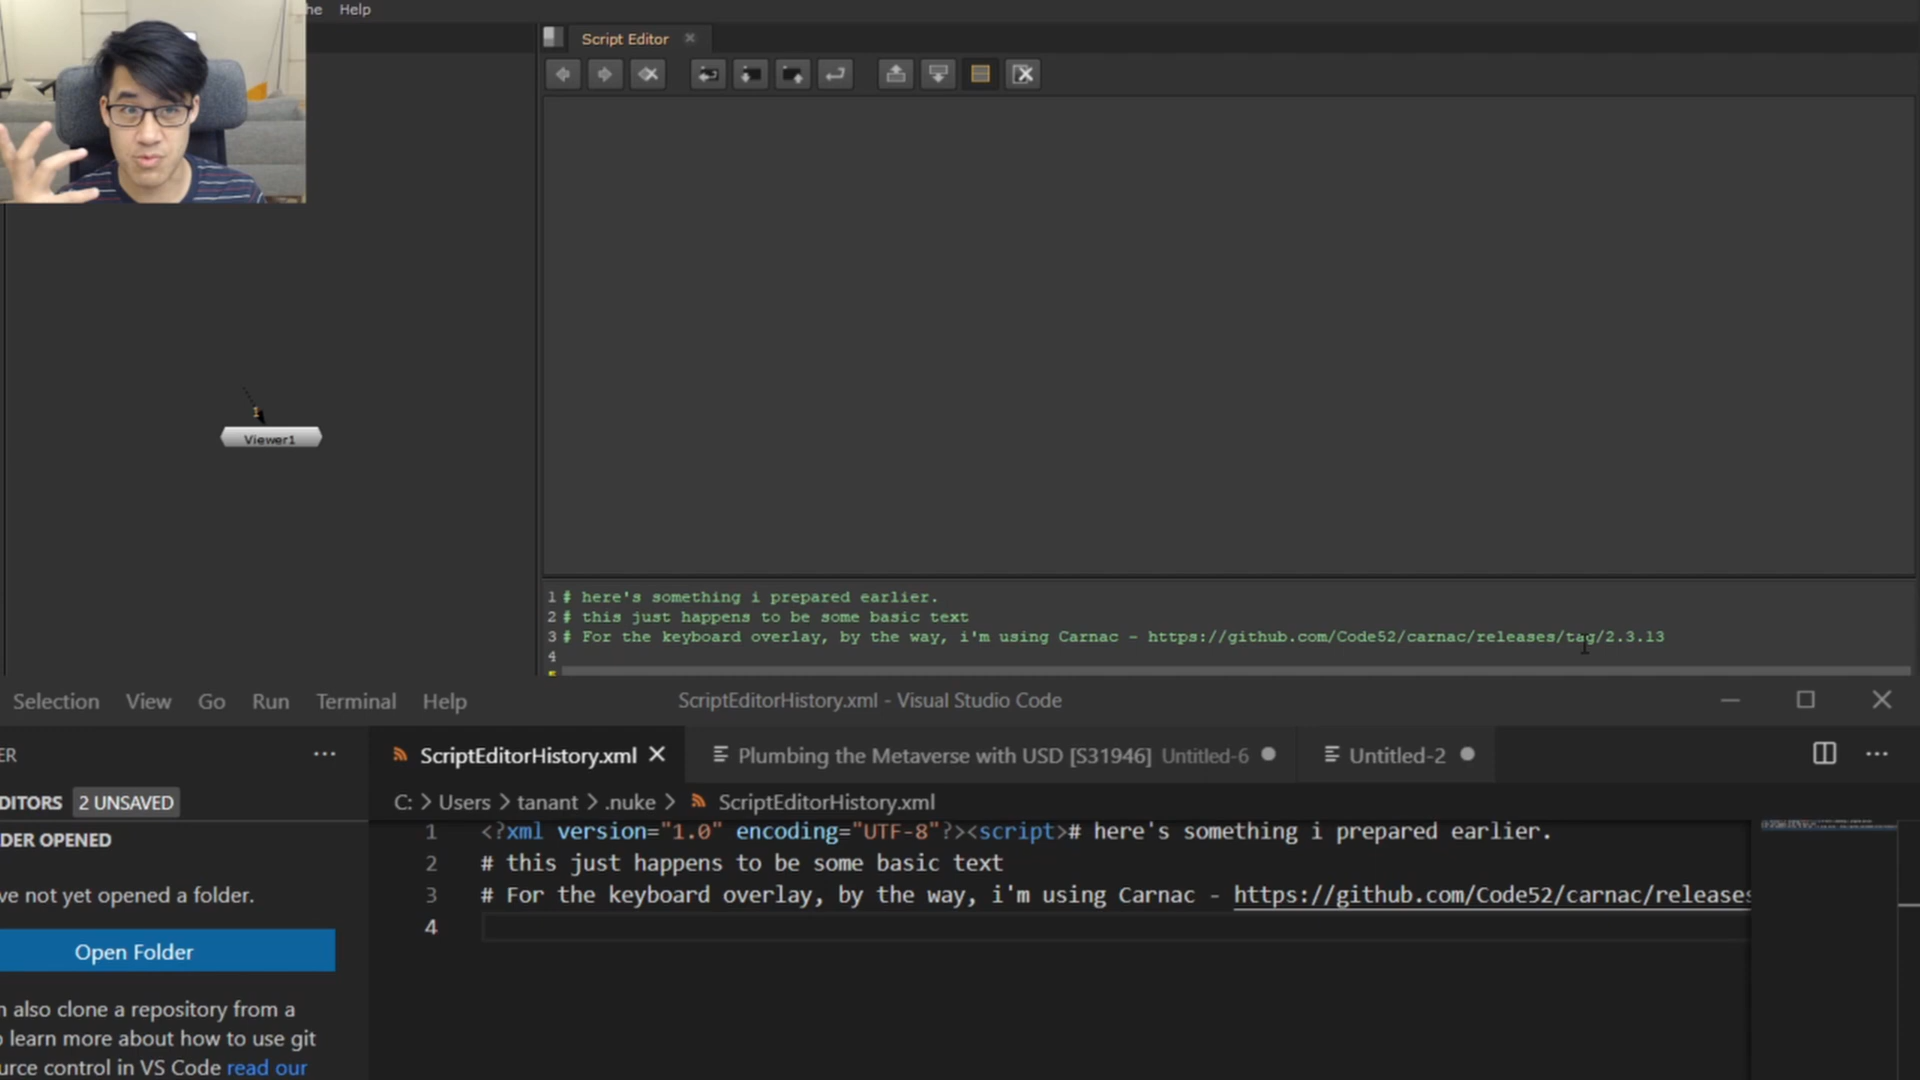 he Help
Script Editor
1 # here's something i prepared earlier.
2 # this just happens to be some basic text
3 # For the keyboard overlay, by the way, i'm using Carnac - https://github.com/Code52/carnac/releases/tag/2.3.13
4
5
1
Viewer1
Selection View Go Run Terminal Help
ScriptEditorHistory.xml - Visual Studio Code
ER
ScriptEditorHistory.xml
Plumbing the Metaverse with USD [S31946] Untitled-6
Untitled-2
DITORS 2 UNSAVED
C: > Users > tanant > .nuke > ScriptEditorHistory.xml
DER OPENED
ve not yet opened a folder.
Open Folder
n also clone a repository from a
o learn more about how to use git
urce control in VS Code read our
1 <?xml version="1.0" encoding="UTF-8"?><script># here's something i prepared earlier.
2 # this just happens to be some basic text
3 # For the keyboard overlay, by the way, i'm using Carnac - https://github.com/Code52/carnac/releases
4